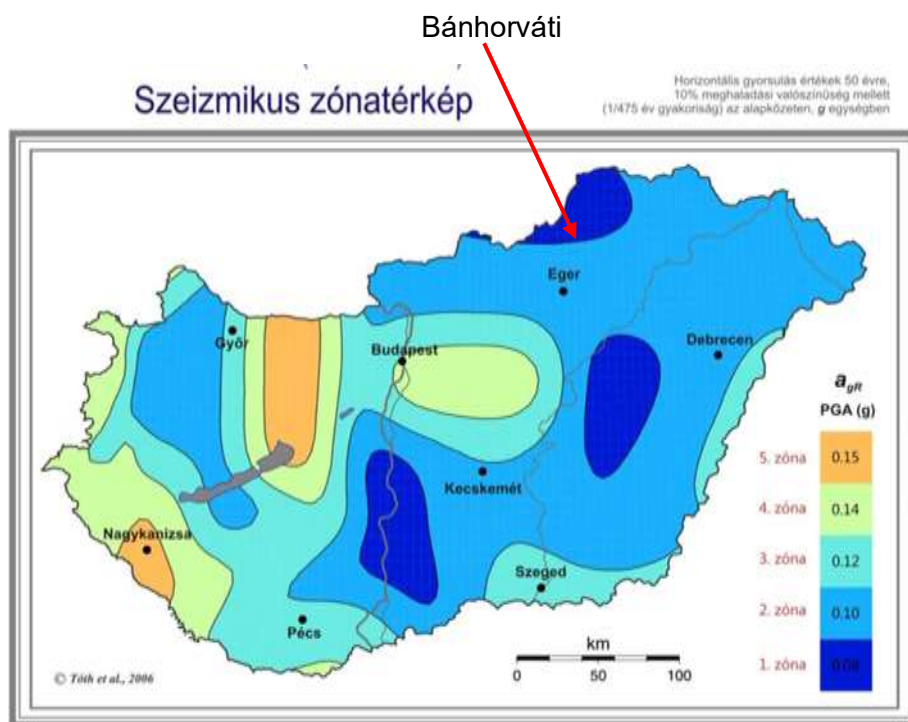 Bánhorváti
Szeizmikus zónatérkép
Horizontális gyorsulás értékek 50 évre,
10% meghaladási valószínűség mellett
(1/475 év gyakoriság) az alapkőzeten, g egységben
Eger
Győr
Budapest
Debrecen
a_gR
PGA (g)
5. zóna 0.15
Kecskemét
4. zóna 0.14
Nagykanizsa
3. zóna 0.12
Szeged
2. zóna 0.10
Pécs
km
1. zóna 0.08
0 50 100
© Tóth et al., 2006